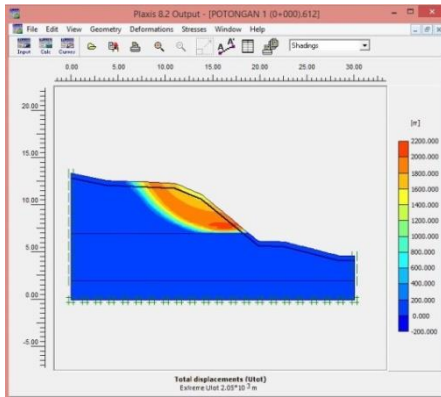 Plaxis 8.2 Output - [POTONGAN 1 (0+000).612]
File Edit View Geometry Deformations Stresses Window Help
Input Calc Curves Shadings
0.00 5.00 10.00 15.00 20.00 25.00 30.00
20.00
15.00
10.00
5.00
0.00
-5.00
[m]
2200.000
2000.000
1800.000
1600.000
1400.000
1200.000
1000.000
800.000
600.000
400.000
200.000
0.000
-200.000
Total displacements (Utot)
Extreme Utot 2.05*10³ m